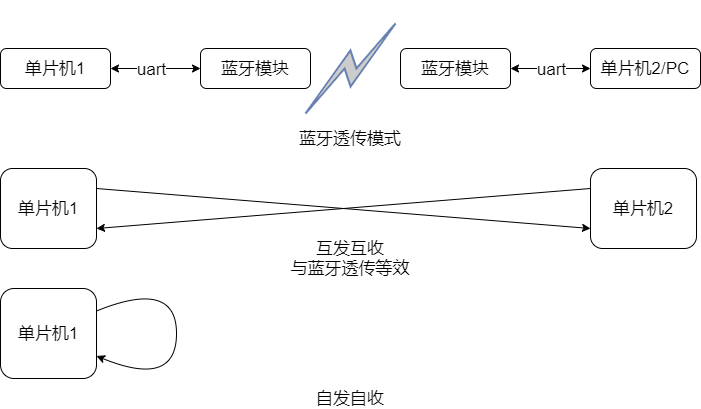 单片机1
uart
蓝牙模块
蓝牙模块
uart
单片机2/PC
蓝牙透传模式
单片机1
单片机2
互发互收
与蓝牙透传等效
单片机1
自发自收